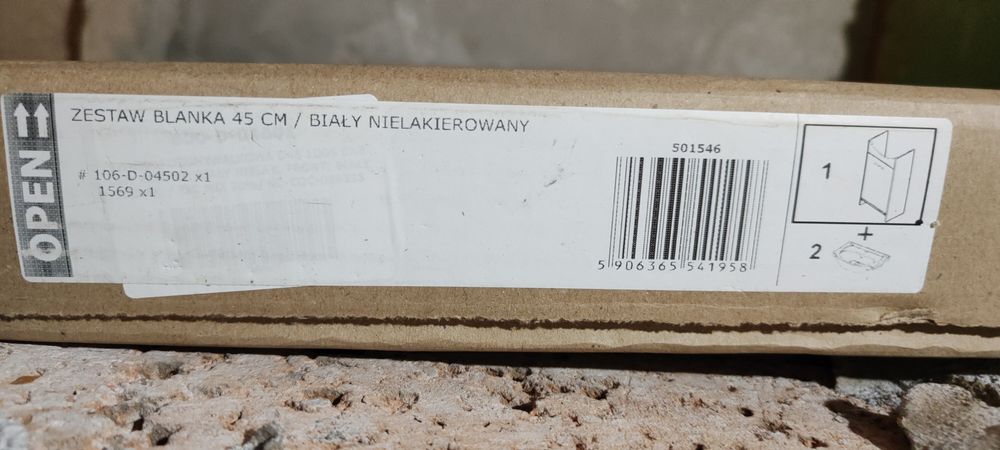 OPEN
ZESTAW BLANKA 45 CM / BIAŁY NIELAKIEROWANY
# 106-D-04502 x1
1569 x1
501546
5 906365 541958
1
+
2